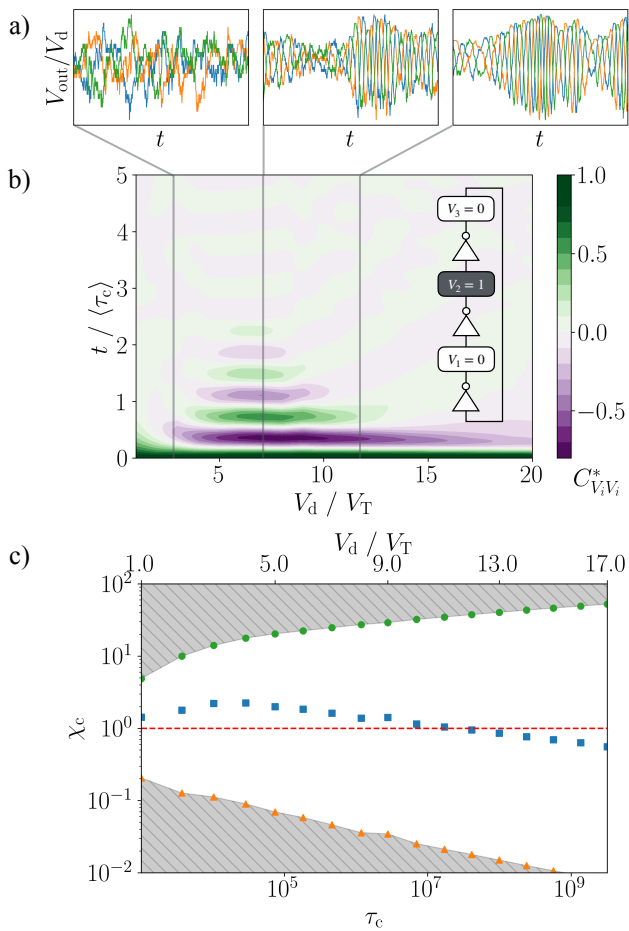 a)
V_out/V_d
t
t
t
b)
5
4
3
2
1
0
t / ⟨τ_c⟩
5
10
15
20
V_d / V_T
V_3 = 0
V_2 = 1
V_1 = 0
1.0
0.5
0.0
−0.5
C*_{V_iV_i}
c)
V_d / V_T
1.0
5.0
9.0
13.0
17.0
10^2
10^1
10^0
10^−1
10^−2
χ_c
10^5
10^7
10^9
τ_c